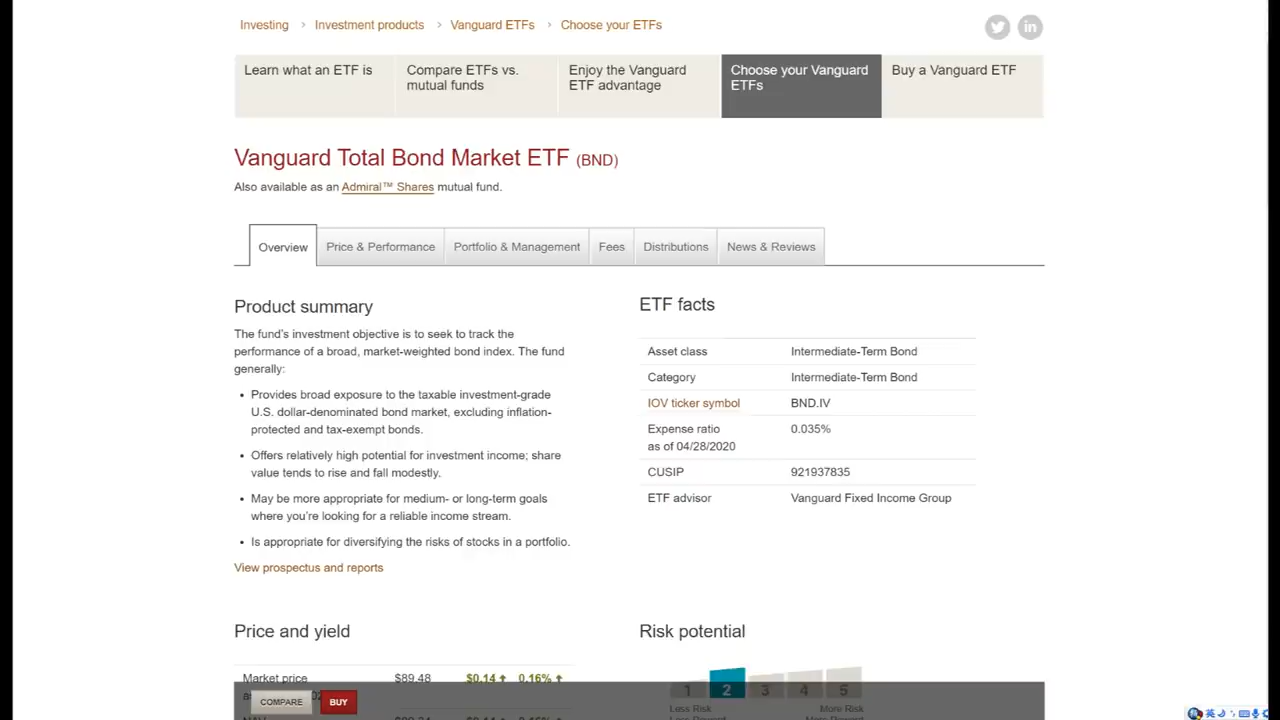 Investing › Investment products › Vanguard ETFs › Choose your ETFs
Learn what an ETF is
Compare ETFs vs.
mutual funds
Enjoy the Vanguard
ETF advantage
Choose your Vanguard
ETFs
Buy a Vanguard ETF
Vanguard Total Bond Market ETF (BND)
Also available as an Admiral™ Shares mutual fund.
Overview
Price & Performance
Portfolio & Management
Fees
Distributions
News & Reviews
Product summary
The fund's investment objective is to seek to track the
performance of a broad, market-weighted bond index. The fund
generally:
• Provides broad exposure to the taxable investment-grade
U.S. dollar-denominated bond market, excluding inflation-
protected and tax-exempt bonds.
• Offers relatively high potential for investment income; share
value tends to rise and fall modestly.
• May be more appropriate for medium- or long-term goals
where you're looking for a reliable income stream.
• Is appropriate for diversifying the risks of stocks in a portfolio.
View prospectus and reports
ETF facts
Asset class Intermediate-Term Bond
Category Intermediate-Term Bond
IOV ticker symbol BND.IV
Expense ratio 0.035%
as of 04/28/2020
CUSIP 921937835
ETF advisor Vanguard Fixed Income Group
Price and yield
Market price $89.48 $0.14 0.16%
Risk potential
1 2 3 4 5
Less Risk More Risk
COMPARE
BUY
英